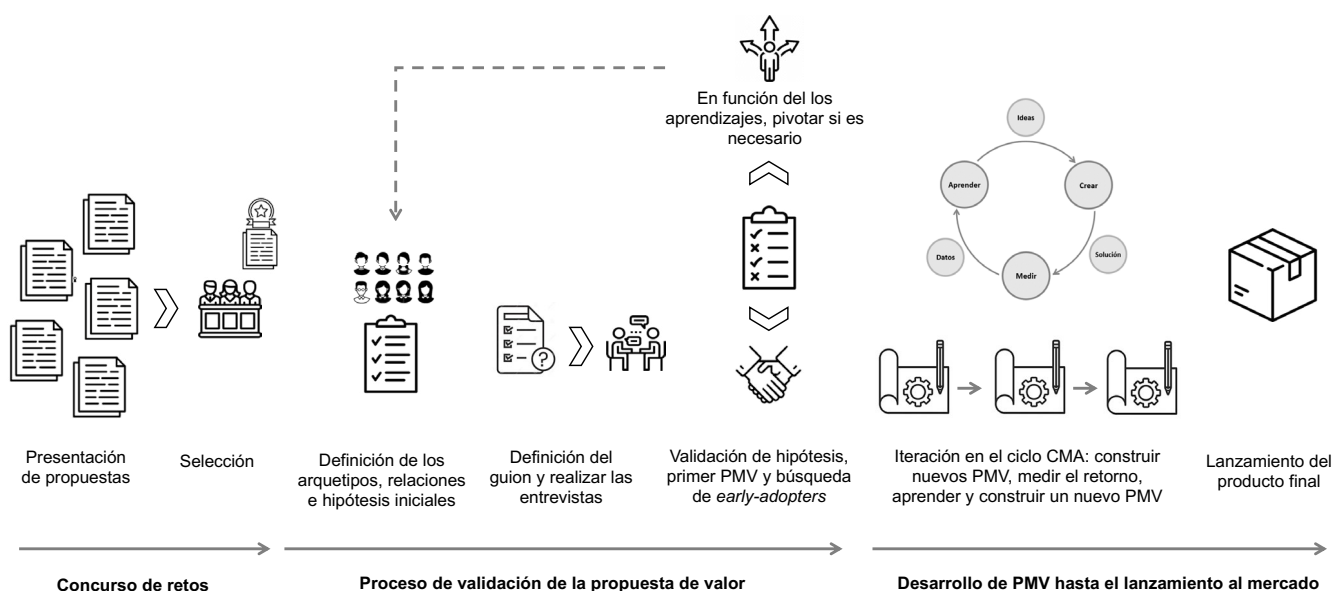 En función del los
aprendizajes, pivotar si es
necesario
Ideas
Aprender
Crear
Datos
Solución
Medir
?
Presentación
de propuestas
Selección
Definición de los
arquetipos, relaciones
e hipótesis iniciales
Definición del
guion y realizar las
entrevistas
Validación de hipótesis,
primer PMV y búsqueda
de early-adopters
Iteración en el ciclo CMA: construir
nuevos PMV, medir el retorno,
aprender y construir un nuevo PMV
Lanzamiento del
producto final
Concurso de retos
Proceso de validación de la propuesta de valor
Desarrollo de PMV hasta el lanzamiento al mercado